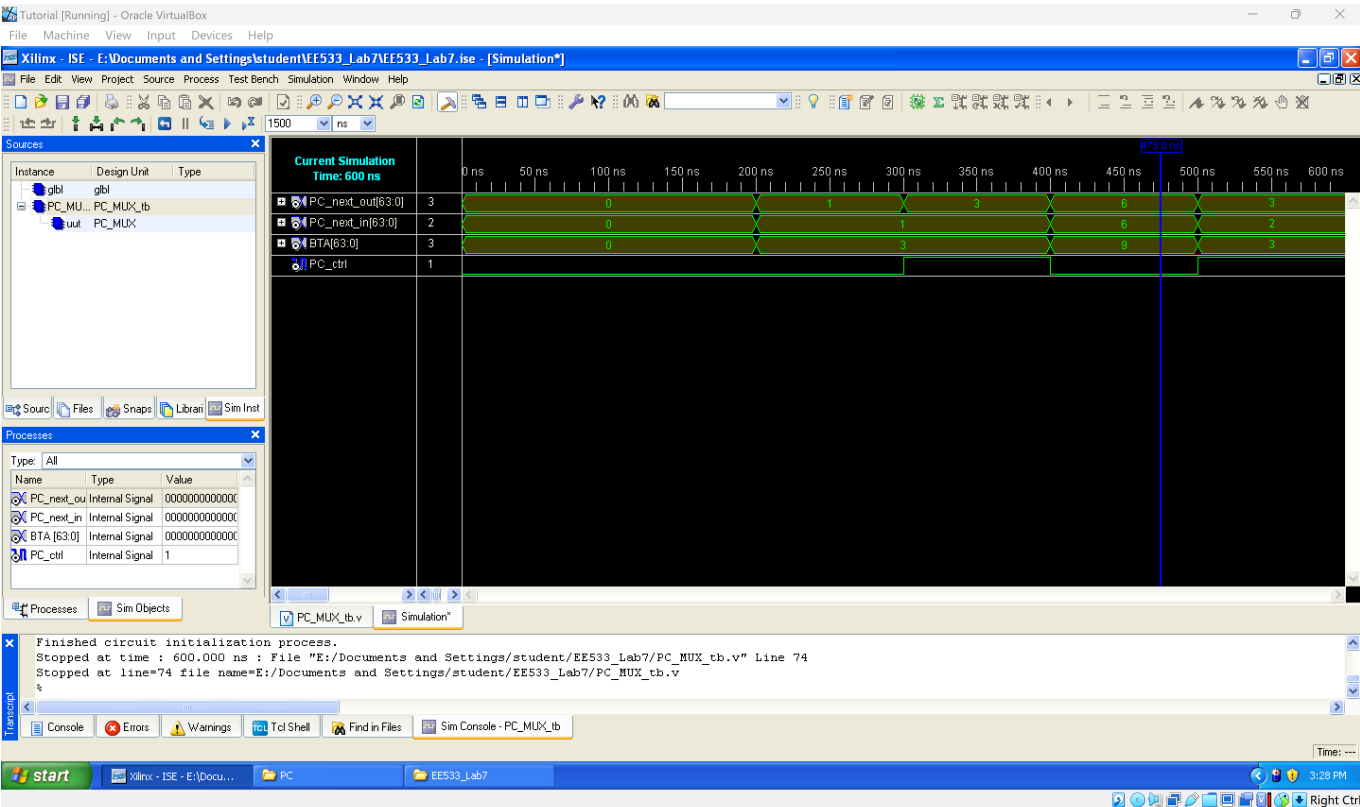 Tutorial [Running] - Oracle VirtualBox
File Machine View Input Devices Help
Xilinx - ISE - E:\Documents and Settings\student\EE533_Lab7\EE533_Lab7.ise - [Simulation*]
File Edit View Project Source Process Test Bench Simulation Window Help
1500 ns
Sources
Instance Design Unit Type
glbl glbl
PC_MU... PC_MUX_tb
uut PC_MUX
Sourc Files Snaps Librari Sim Inst
Processes
Type: All
Name Type Value
PC_next_ou Internal Signal 0000000000000
PC_next_in Internal Signal 0000000000000
BTA [63:0] Internal Signal 0000000000000
PC_ctrl Internal Signal 1
Processes Sim Objects
Current Simulation
Time: 600 ns
475.0 ns
0 ns 50 ns 100 ns 150 ns 200 ns 250 ns 300 ns 350 ns 400 ns 450 ns 500 ns 550 ns 600 ns
PC_next_out[63:0] 3 0 1 3 6 3
PC_next_in[63:0] 2 0 1 6 2
BTA[63:0] 3 0 3 9 3
PC_ctrl 1
PC_MUX_tb.v Simulation*
Finished circuit initialization process.
Stopped at time : 600.000 ns : File "E:/Documents and Settings/student/EE533_Lab7/PC_MUX_tb.v" Line 74
Stopped at line=74 file name=E:/Documents and Settings/student/EE533_Lab7/PC_MUX_tb.v
%
Transcript
Console Errors Warnings TCL Tcl Shell Find in Files Sim Console - PC_MUX_tb
Time: ---
start Xilinx - ISE - E:\Docu... PC EE533_Lab7 3:28 PM
Right Ctrl